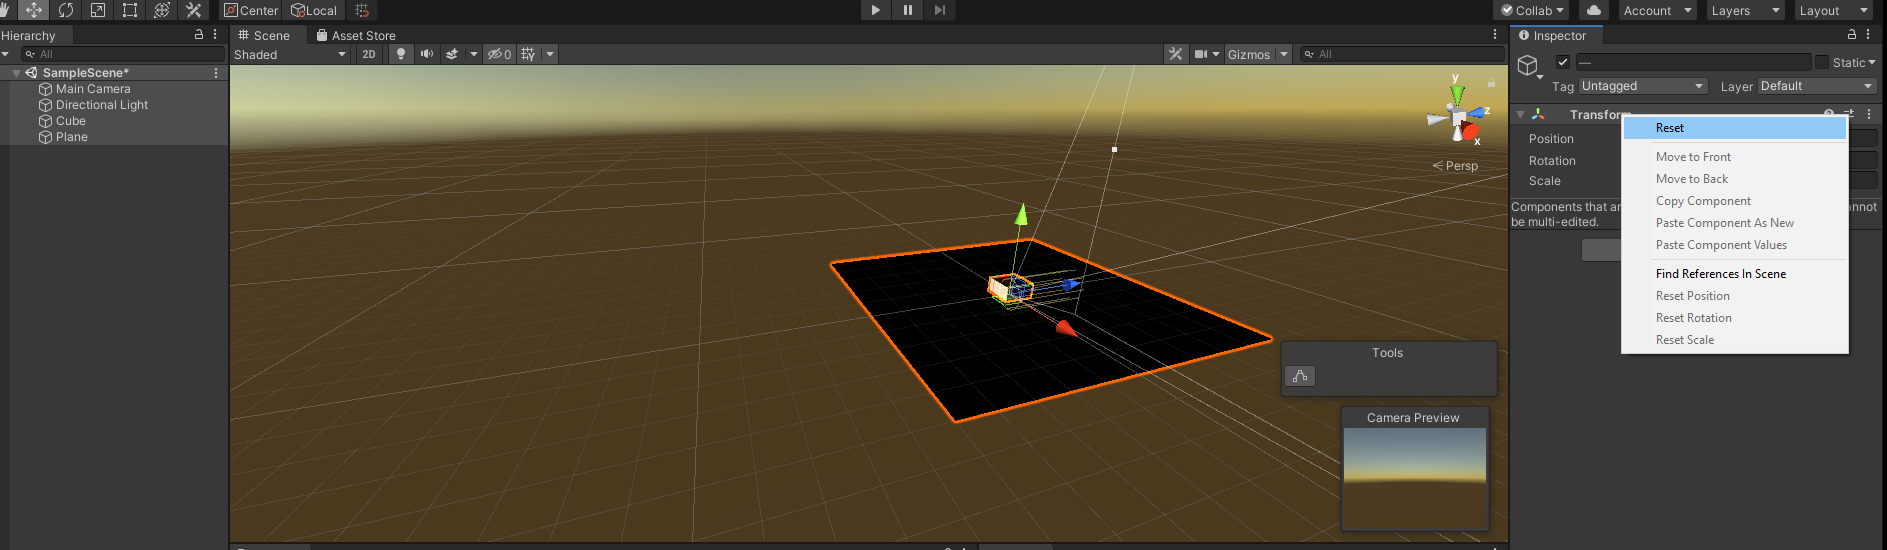 Center Local
Collab Account Layers Layout
Hierarchy
All
SampleScene*
Main Camera
Directional Light
Cube
Plane
Scene Asset Store
Shaded 2D 0 Gizmos All
y
z
x
Persp
Tools
Camera Preview
Inspector
— Static
Tag Untagged Layer Default
Transform
Position
Rotation
Scale
Components that ar
annot
be multi-edited.
Reset
Move to Front
Move to Back
Copy Component
Paste Component As New
Paste Component Values
Find References In Scene
Reset Position
Reset Rotation
Reset Scale